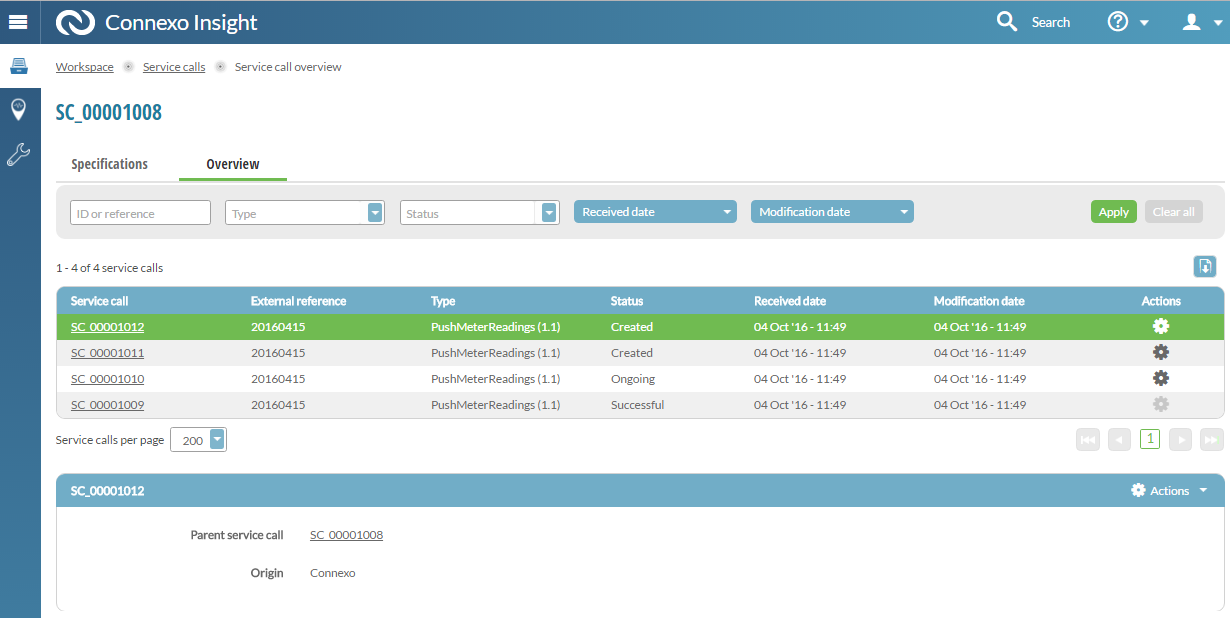 Connexo Insight Search
Workspace Service calls Service call overview
SC_00001008
Specifications Overview
ID or reference Type Status Received date Modification date Apply Clear all
1 - 4 of 4 service calls
Service call External reference Type Status Received date Modification date Actions
SC_00001012 20160415 PushMeterReadings (1.1) Created 04 Oct '16 - 11:49 04 Oct '16 - 11:49
SC_00001011 20160415 PushMeterReadings (1.1) Created 04 Oct '16 - 11:49 04 Oct '16 - 11:49
SC_00001010 20160415 PushMeterReadings (1.1) Ongoing 04 Oct '16 - 11:49 04 Oct '16 - 11:49
SC_00001009 20160415 PushMeterReadings (1.1) Successful 04 Oct '16 - 11:49 04 Oct '16 - 11:49
Service calls per page 200 1
SC_00001012 Actions
Parent service call SC_00001008
Origin Connexo